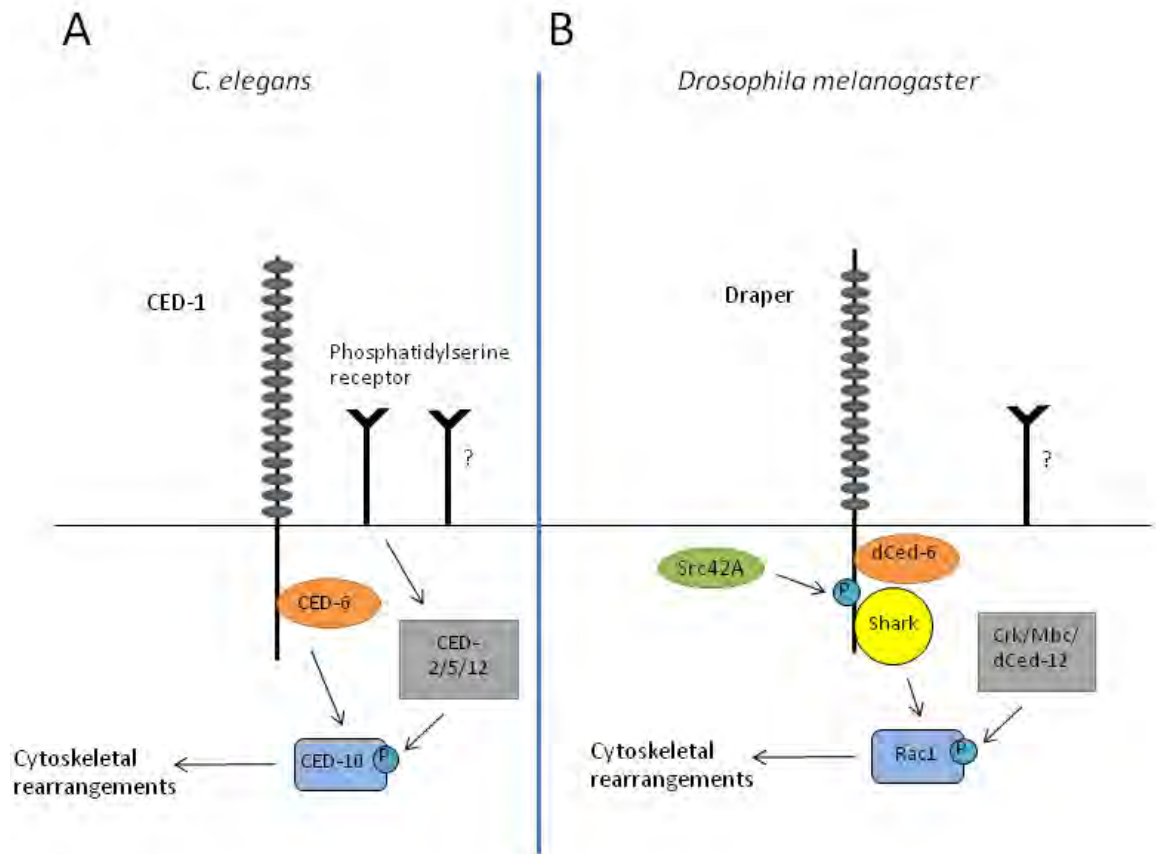 A
C. elegans
CED-1
Phosphatidylserine
receptor
?
CED-6
CED-
2/5/12
CED-10
P
Cytoskeletal
rearrangements
B
Drosophila melanogaster
Draper
?
dCed-6
Src42A
P
Shark
Crk/Mbc/
dCed-12
Rac1
P
Cytoskeletal
rearrangements